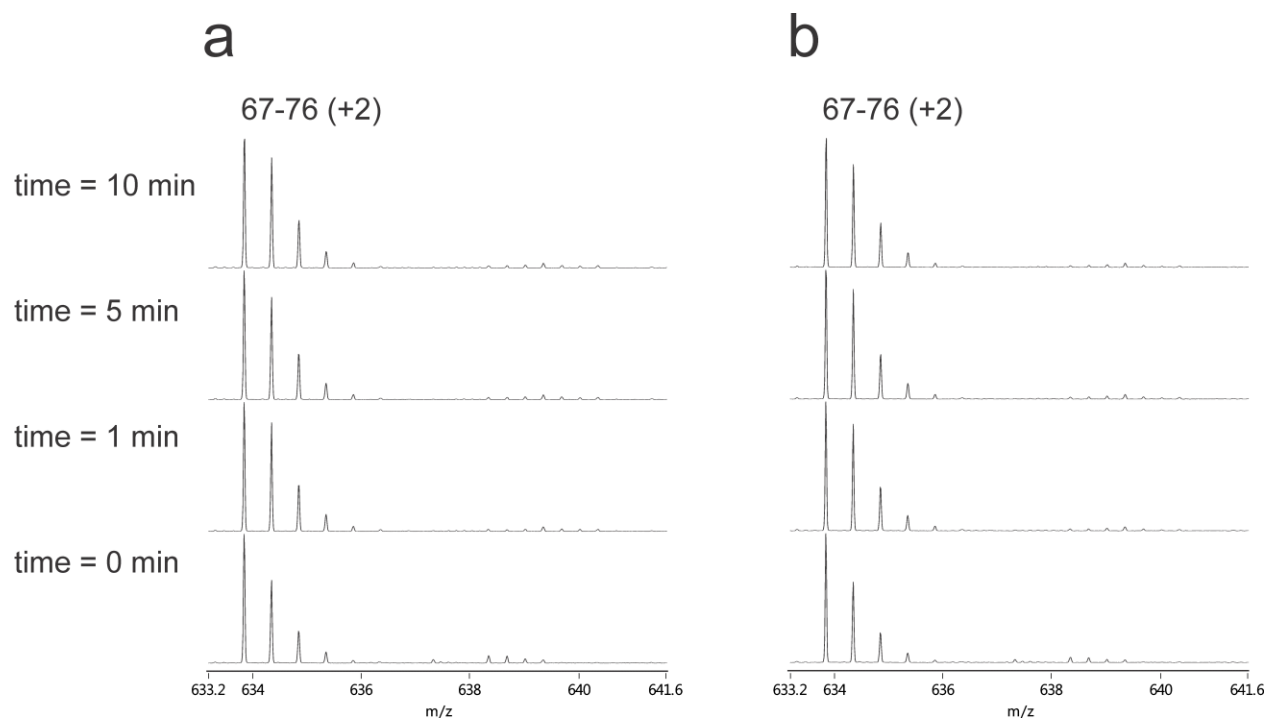 a b
67-76 (+2) 67-76 (+2)
time = 10 min
time = 5 min
time = 1 min
time = 0 min
633.2 634 636 638 640 641.6 633.2 634 636 638 640 641.6
m/z m/z